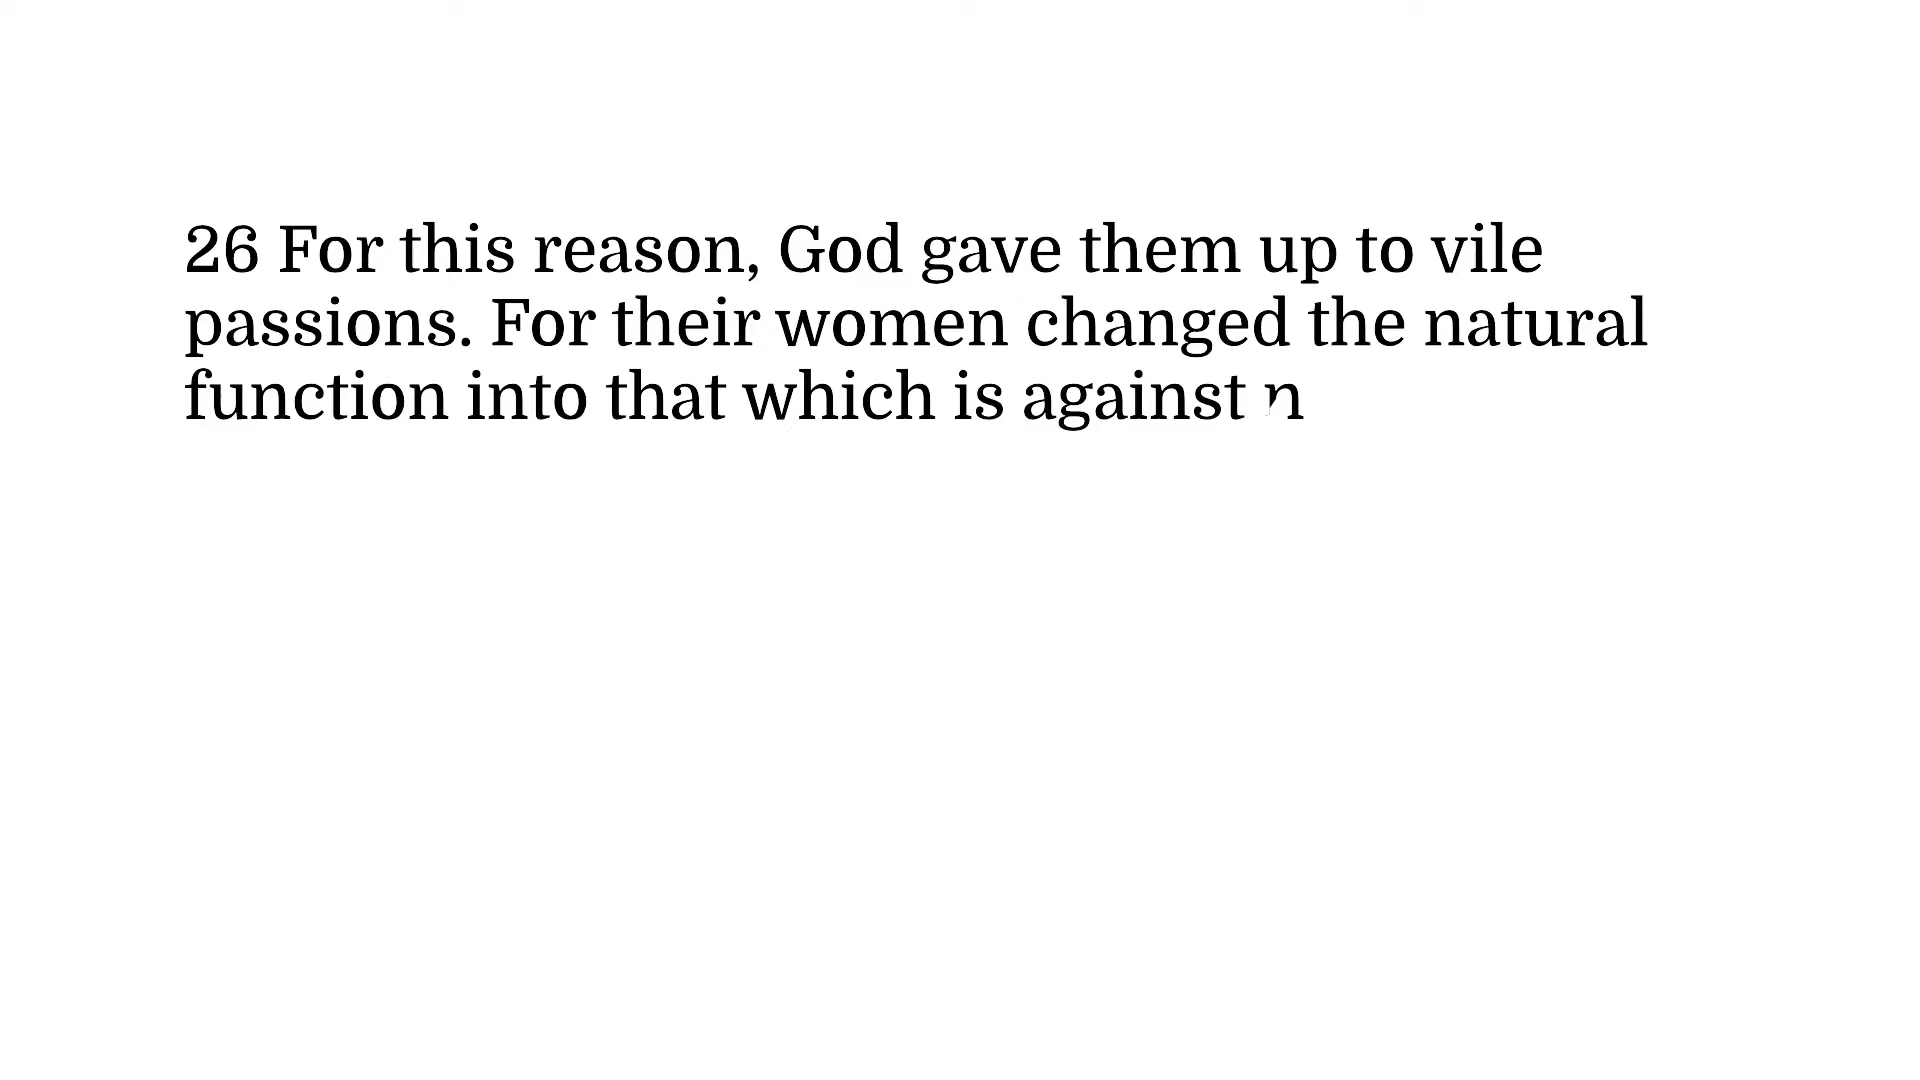 26 For this reason, God gave them up to vile
passions. For their women changed the natural
function into that which is against n